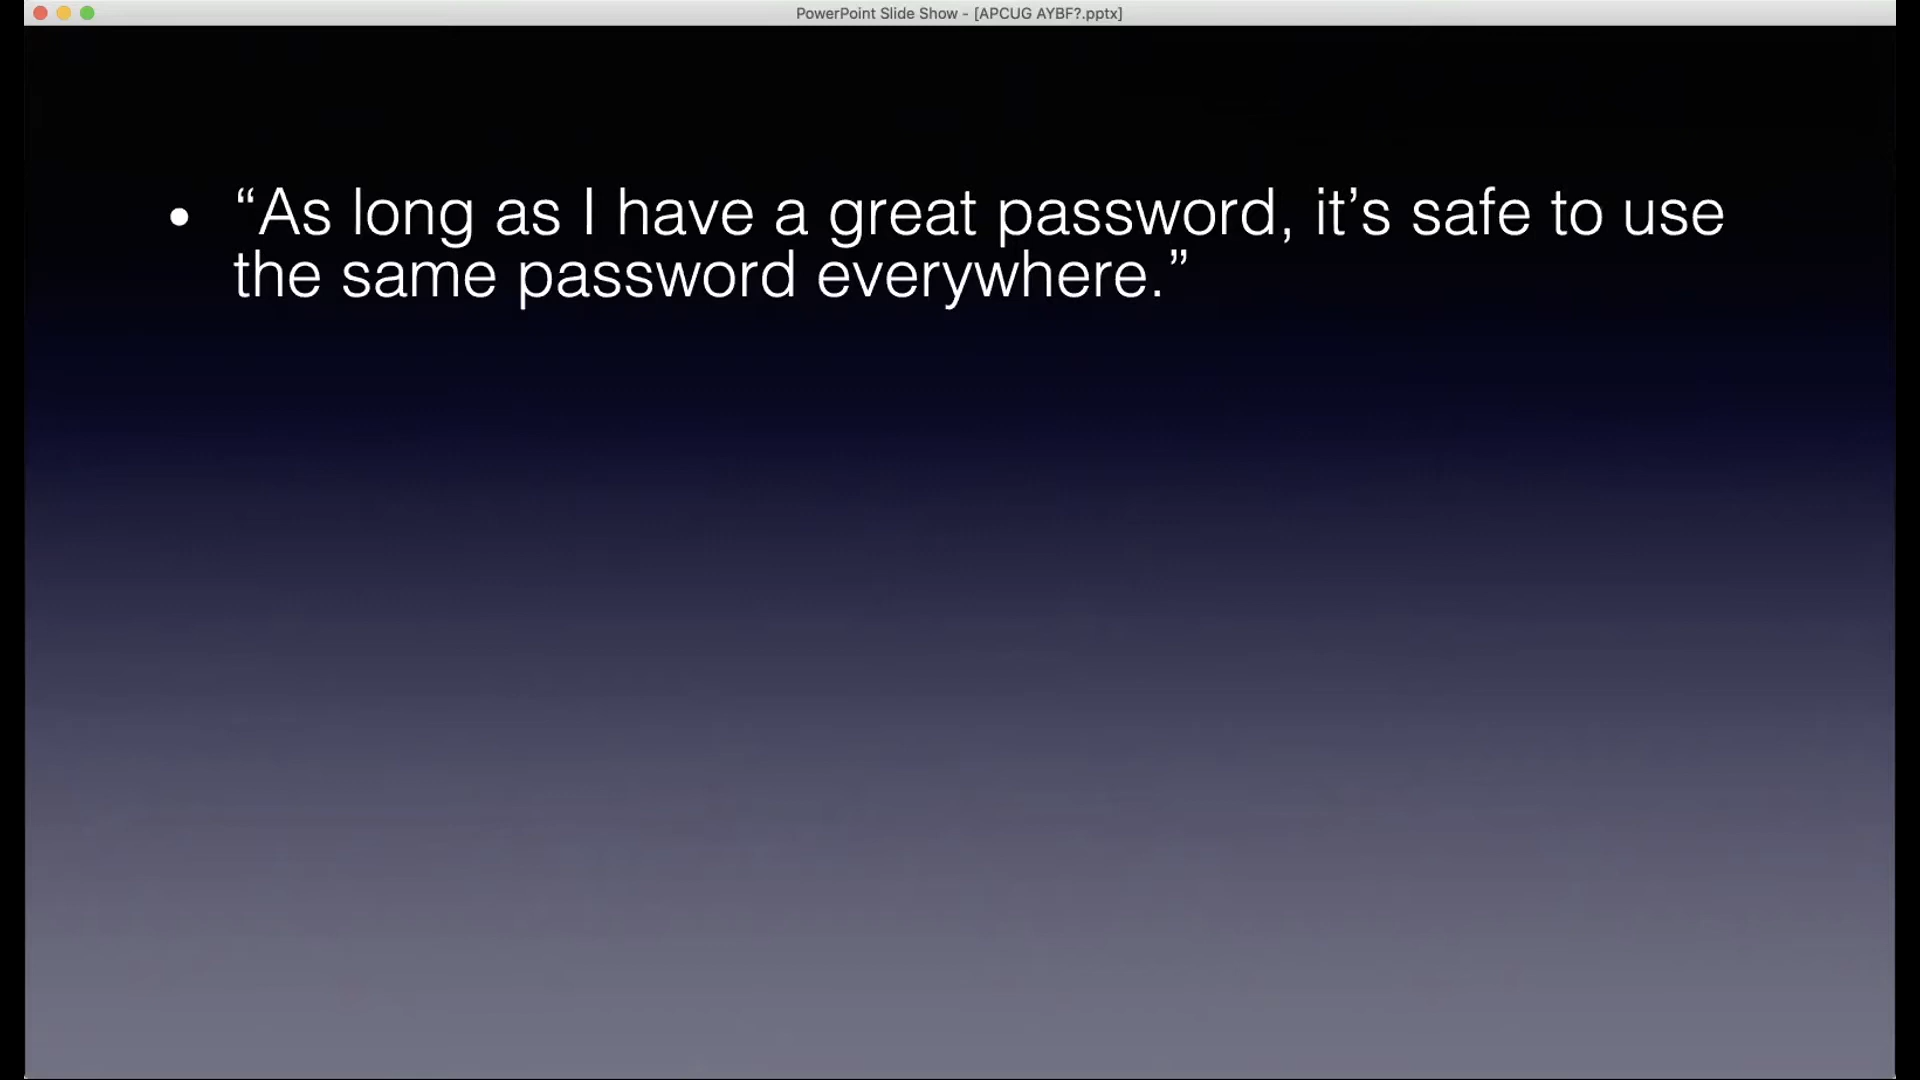 PowerPoint Slide Show - [APCUG AYBF?.pptx]
• “As long as I have a great password, it’s safe to use
the same password everywhere.”